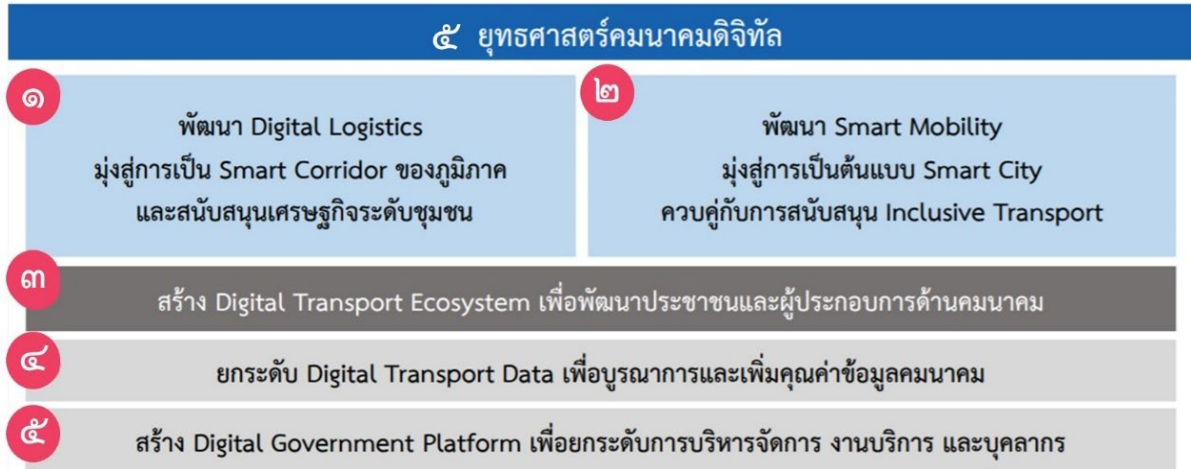 ๕ ยุทธศาสตร์คมนาคมดิจิทัล
๑
พัฒนา Digital Logistics
มุ่งสู่การเป็น Smart Corridor ของภูมิภาค
และสนับสนุนเศรษฐกิจระดับชุมชน
๒
พัฒนา Smart Mobility
มุ่งสู่การเป็นต้นแบบ Smart City
ควบคู่กับการสนับสนุน Inclusive Transport
๓
สร้าง Digital Transport Ecosystem เพื่อพัฒนาประชาชนและผู้ประกอบการด้านคมนาคม
๔
ยกระดับ Digital Transport Data เพื่อบูรณาการและเพิ่มคุณค่าข้อมูลคมนาคม
๕
สร้าง Digital Government Platform เพื่อยกระดับการบริหารจัดการ งานบริการ และบุคลากร